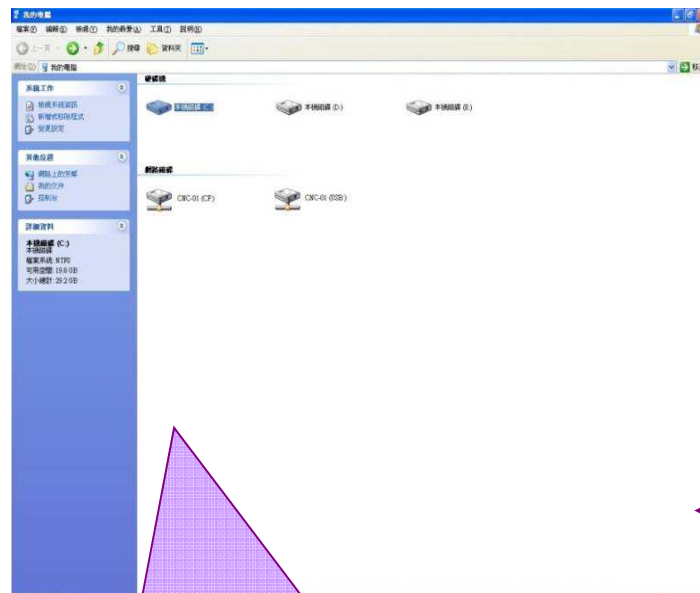 我的電腦
檔案(F) 編輯(E) 檢視(V) 我的最愛(A) 工具(T) 說明(H)
上一頁 搜尋 資料夾
網址(D) 我的電腦 移
硬碟機
本機磁碟 (C:) 本機磁碟 (D:) 本機磁碟 (E)
網路磁碟
CNC-01 (CF) CNC-01 (USB)
系統工作
檢視系統資訊
新增或移除程式
變更設定
其他位置
網路上的芳鄰
我的文件
控制台
詳細資料
本機磁碟 (C:)
本機磁碟
檔案系統: NTFS
可用空間: 19.0 GB
大小總計: 29.2 GB